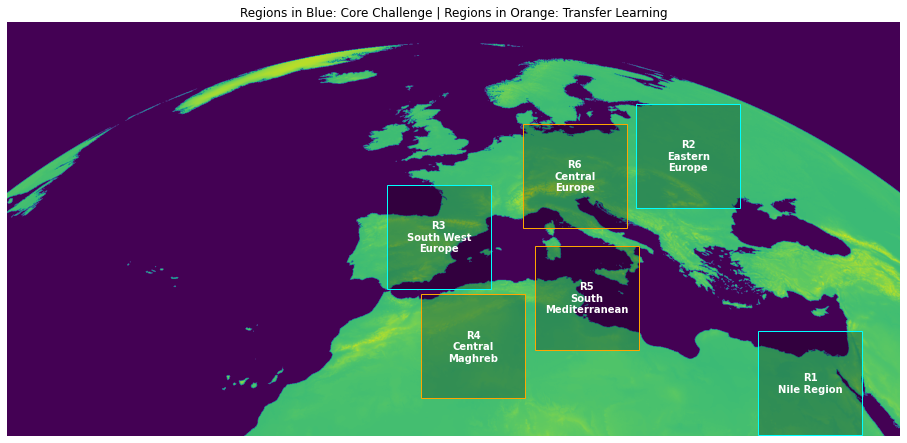 Regions in Blue: Core Challenge | Regions in Orange: Transfer Learning
R2
Eastern
Europe
R6
Central
Europe
R3
South West
Europe
R5
South
Mediterranean
R4
Central
Maghreb
R1
Nile Region